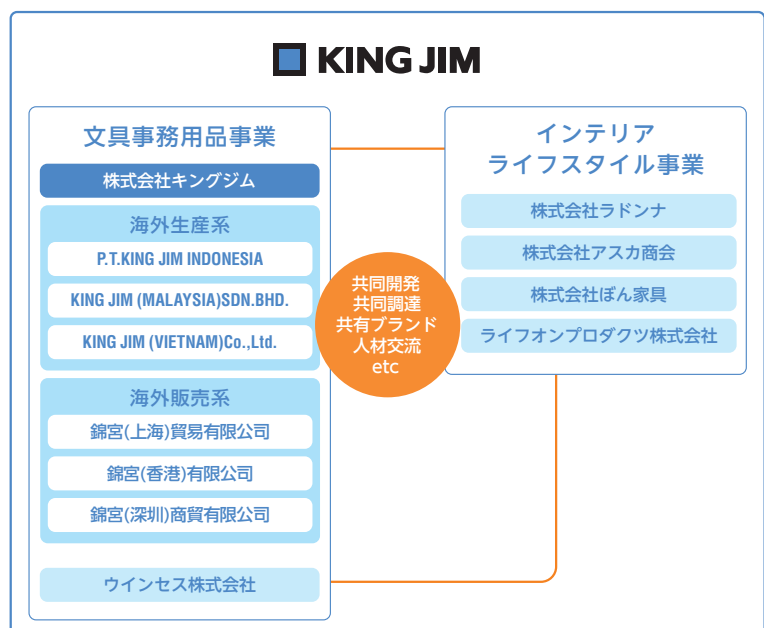 KING JIM
文具事務用品事業
株式会社キングジム
海外生産系
P.T.KING JIM INDONESIA
KING JIM (MALAYSIA)SDN.BHD.
KING JIM (VIETNAM)Co.,Ltd.
海外販売系
錦宮(上海)貿易有限公司
錦宮(香港)有限公司
錦宮(深圳)商貿有限公司
ウインセス株式会社
共同開発
共同調達
共有ブランド
人材交流
etc
インテリア
ライフスタイル事業
株式会社ラドンナ
株式会社アスカ商会
株式会社ぼん家具
ライフオンプロダクツ株式会社